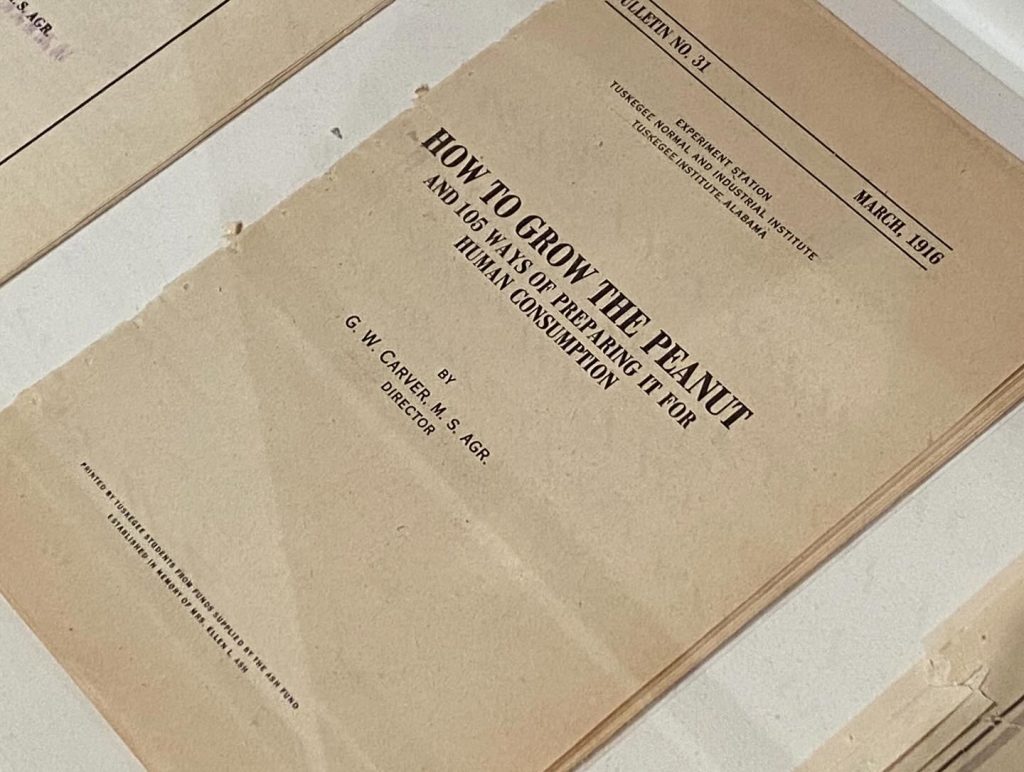 .S. AGR.
ULLETIN NO. 31
MARCH, 1916
EXPERIMENT STATION
TUSKEGEE NORMAL AND INDUSTRIAL INSTITUTE
TUSKEGEE INSTITUTE, ALABAMA
HOW TO GROW THE PEANUT
AND 105 WAYS OF PREPARING IT FOR
HUMAN CONSUMPTION
BY
G. W. CARVER, M. S. AGR.
DIRECTOR
PRINTED BY TUSKEGEE STUDENTS FROM FUNDS SUPPLIED BY THE ASH FUND
ESTABLISHED IN MEMORY OF MRS. ELLEN L. ASH